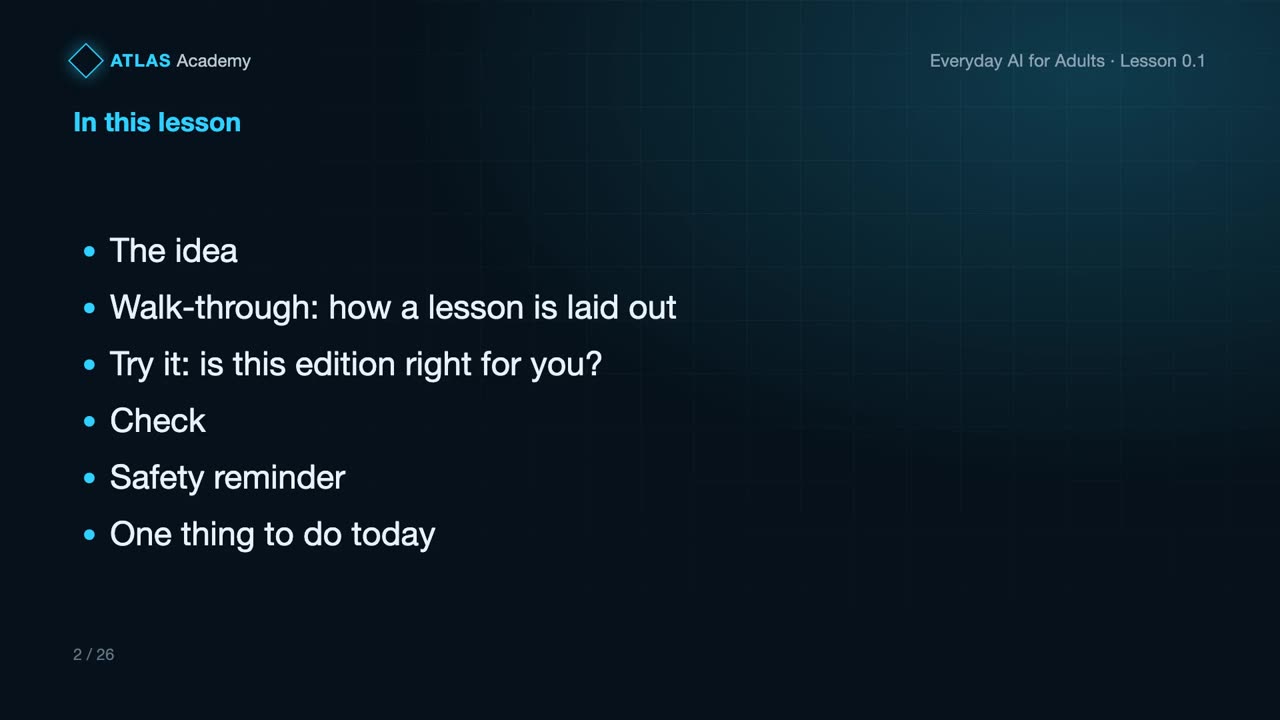 ATLAS Academy
Everyday AI for Adults · Lesson 0.1
In this lesson
• The idea
• Walk-through: how a lesson is laid out
• Try it: is this edition right for you?
• Check
• Safety reminder
• One thing to do today
2 / 26